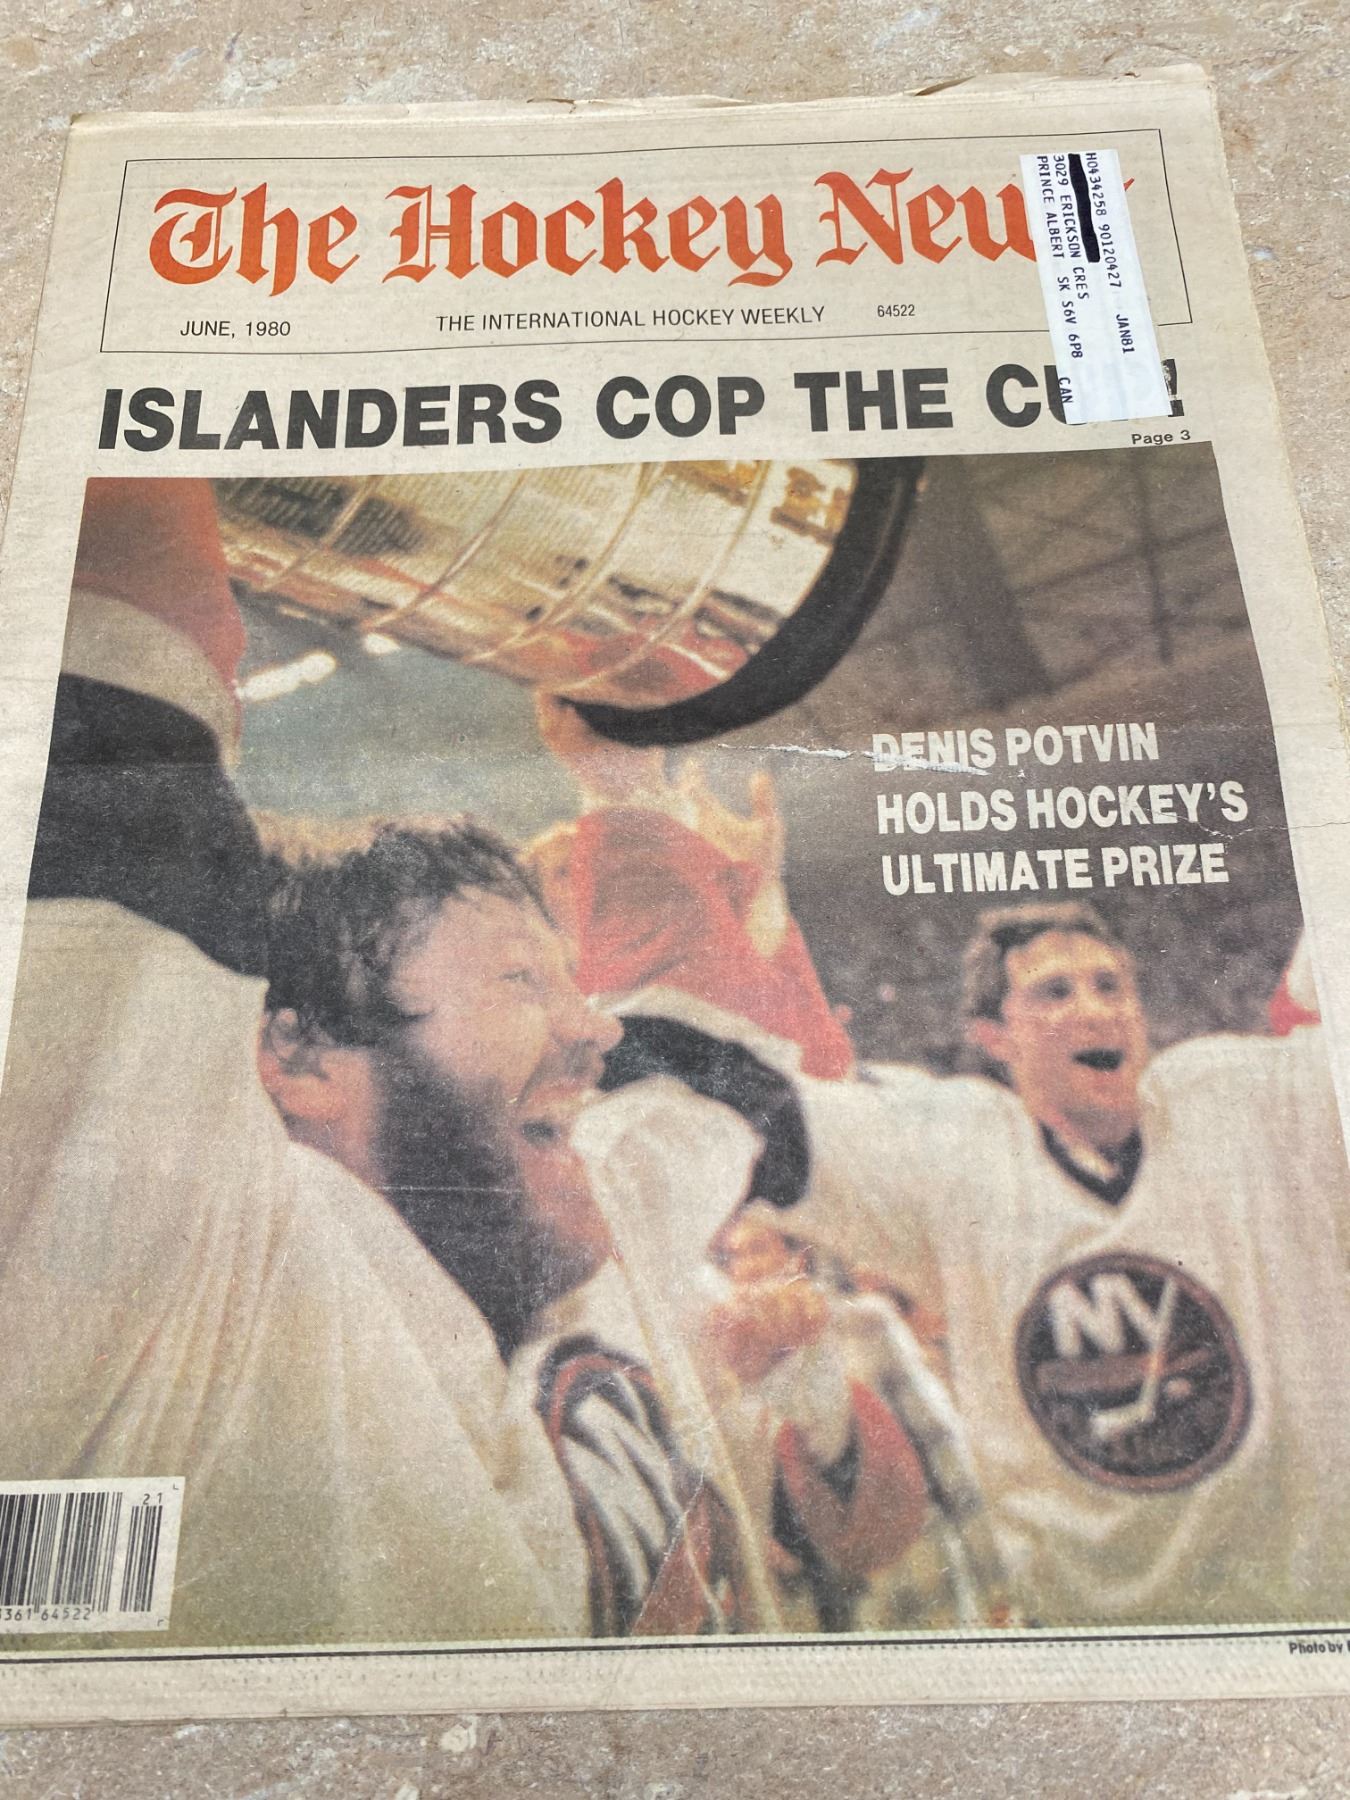 The Hockey New
JUNE, 1980
THE INTERNATIONAL HOCKEY WEEKLY
64522
H0434258 90120427 JAN81
3029 ERICKSON CRES
PRINCE ALBERT SK S6V 6P8 CAN
ISLANDERS COP THE CU !
Page 3
DENIS POTVIN
HOLDS HOCKEY'S
ULTIMATE PRIZE
NY
21
3361 64522
Photo by